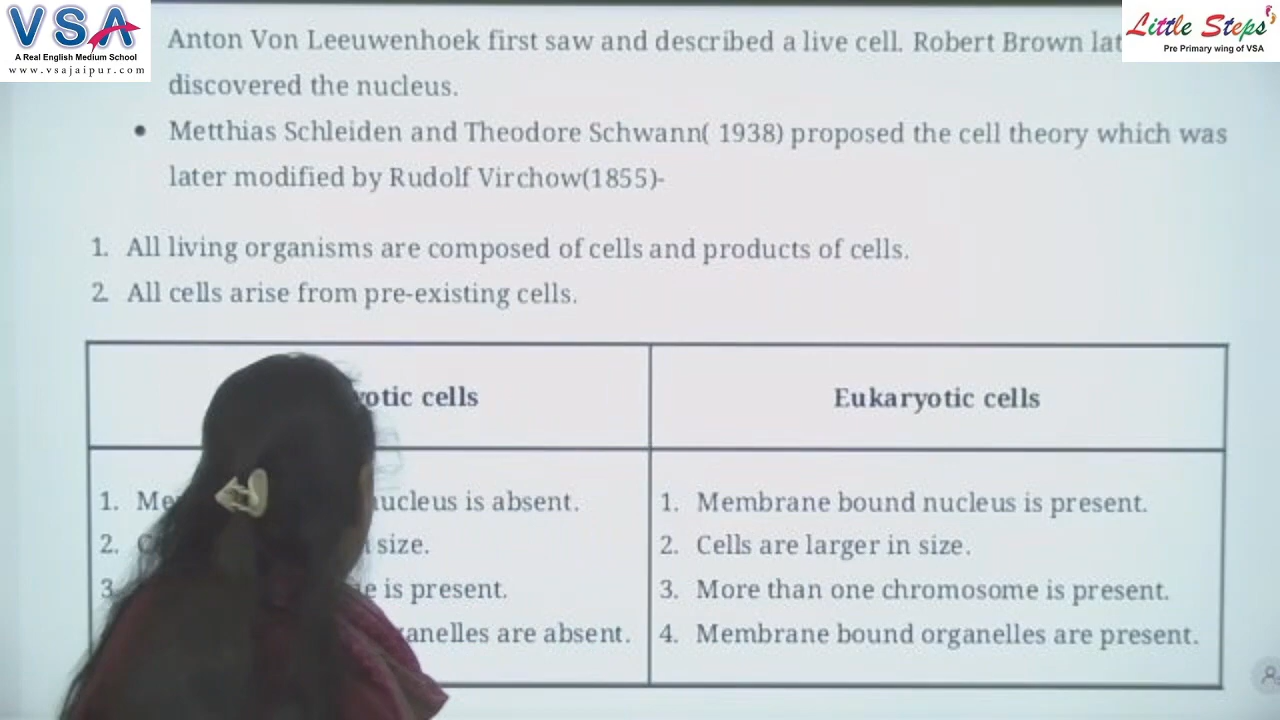 VSA
A Real English Medium School
www.vsajaipur.com
Little Steps
Pre Primary wing of VSA
Anton Von Leeuwenhoek first saw and described a live cell. Robert Brown
discovered the nucleus.
• Metthias Schleiden and Theodore Schwann( 1938) proposed the cell theory which was
later modified by Rudolf Virchow(1855)-
1. All living organisms are composed of cells and products of cells.
2. All cells arise from pre-existing cells.
cells
Eukaryotic cells
1. is absent.
2. size.
3. is present.
are absent.
1. Membrane bound nucleus is present.
2. Cells are larger in size.
3. More than one chromosome is present.
4. Membrane bound organelles are present.